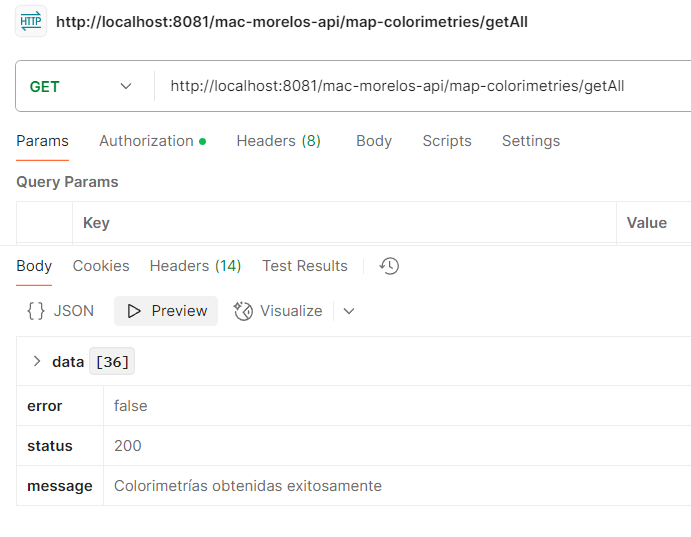 HTTP http://localhost:8081/mac-morelos-api/map-colorimetries/getAll
GET http://localhost:8081/mac-morelos-api/map-colorimetries/getAll
Params Authorization Headers (8) Body Scripts Settings
Query Params
Key Value
Body Cookies Headers (14) Test Results
{} JSON Preview Visualize
data [36]
error false
status 200
message Colorimetrías obtenidas exitosamente